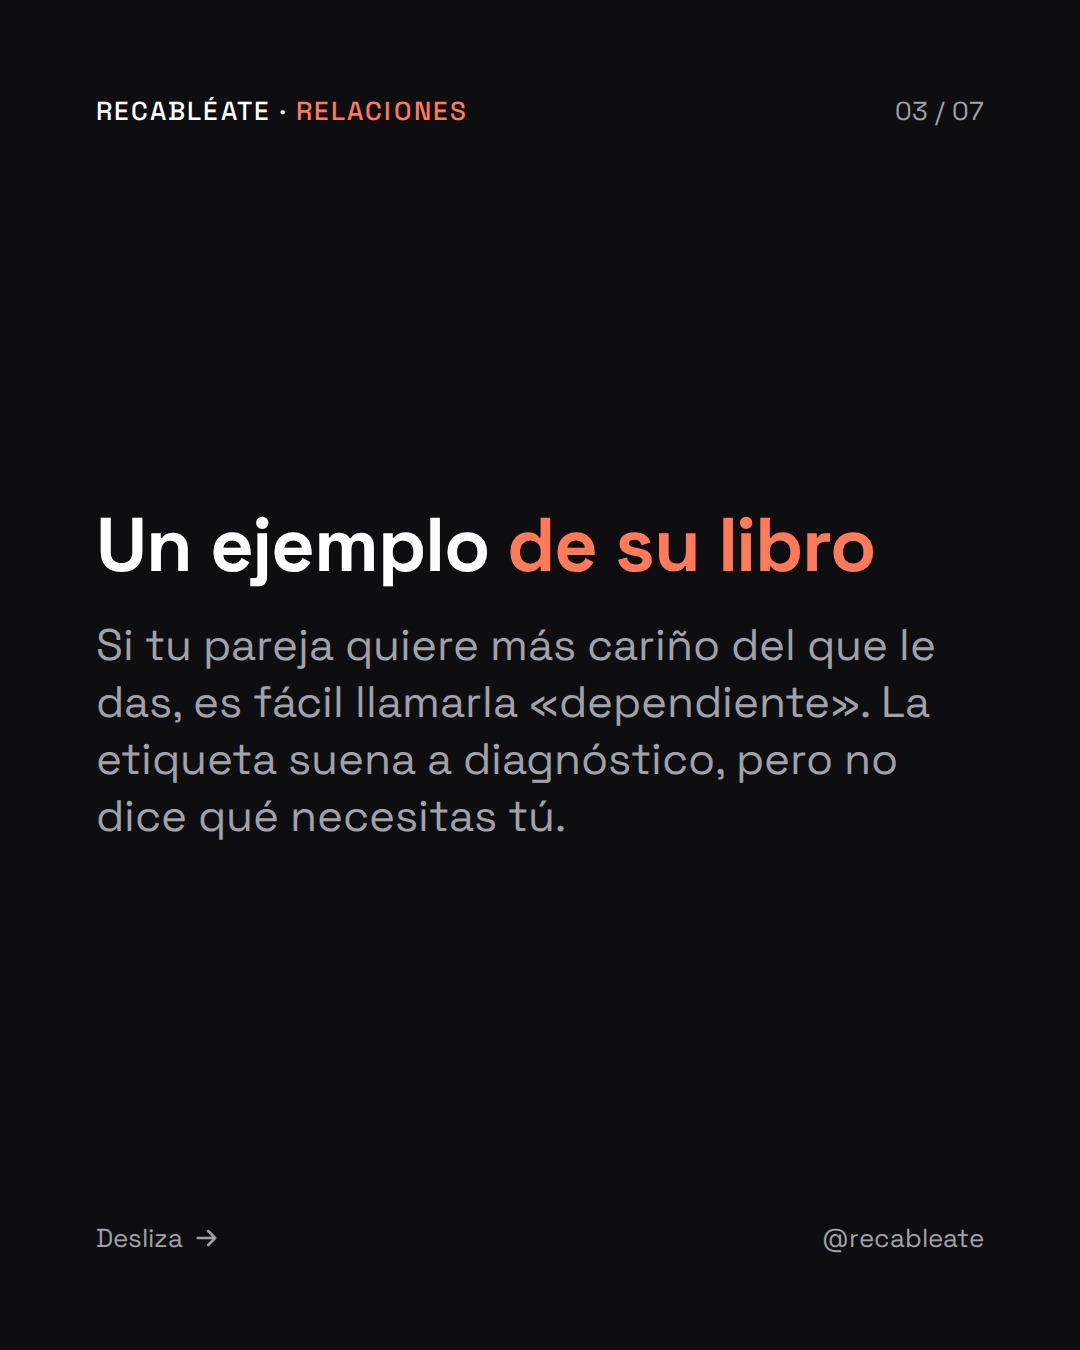 RECABLÉATE · RELACIONES
03 / 07
Un ejemplo de su libro
Si tu pareja quiere más cariño del que le
das, es fácil llamarla «dependiente». La
etiqueta suena a diagnóstico, pero no
dice qué necesitas tú.
Desliza →
@recableate